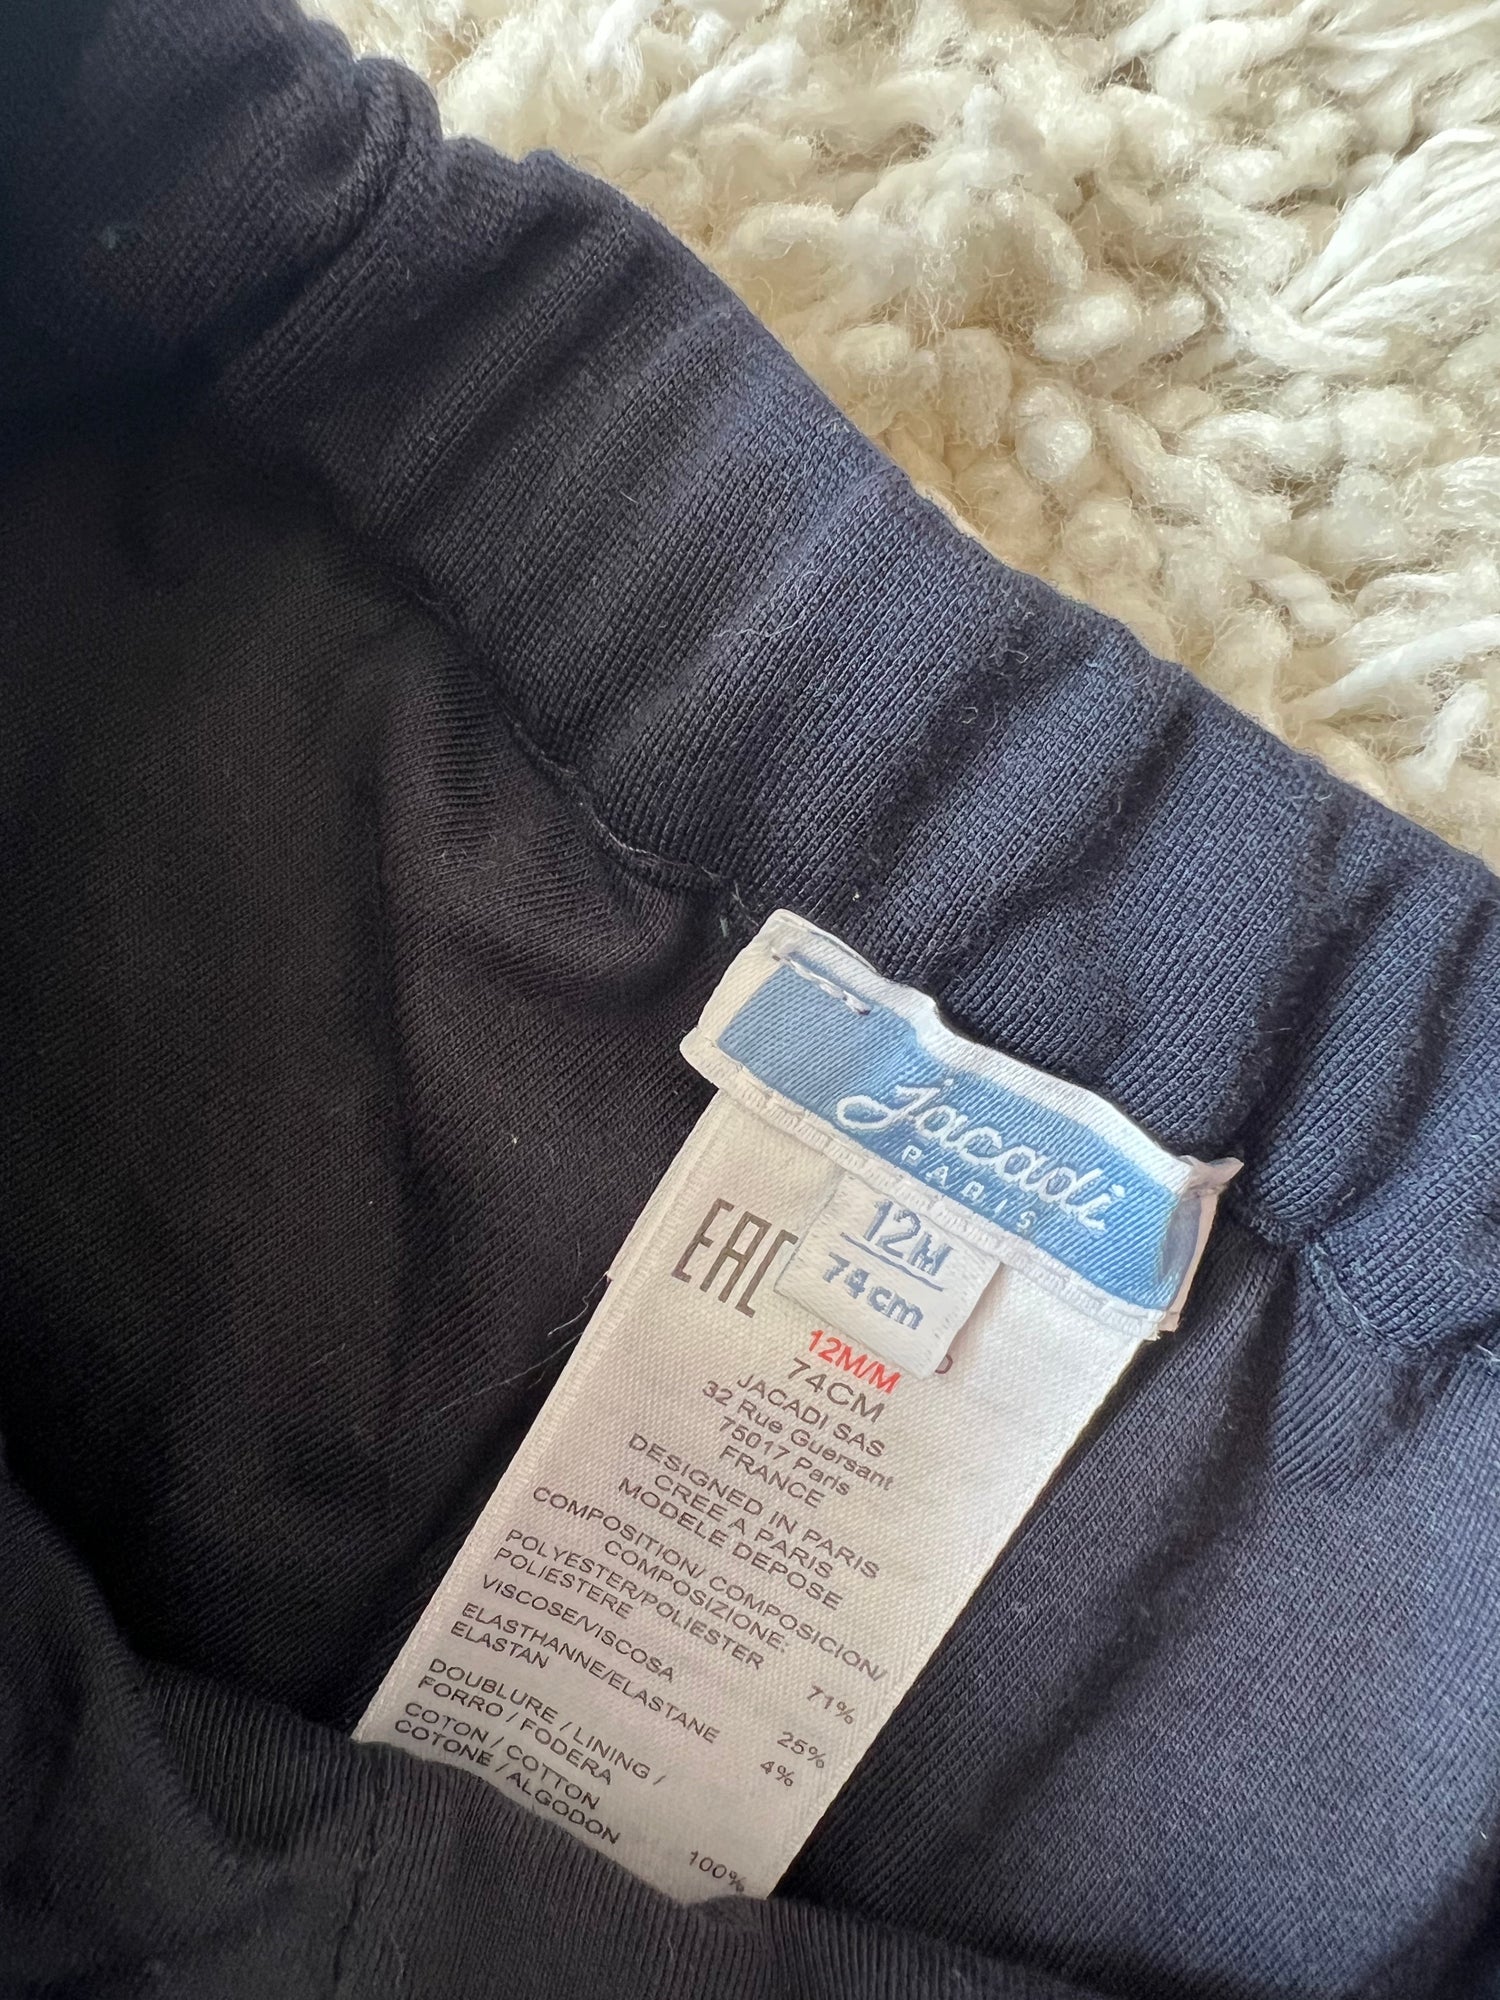 Jacadi
PARIS
EAC
12M
74cm
12M/M
74CM
JACADI SAS
32 Rue Guersant
75017 Paris
FRANCE
DESIGNED IN PARIS
CREE A PARIS
MODELE DEPOSE
COMPOSITION/ COMPOSICION/
COMPOSIZIONE:
POLYESTER/POLIESTER
POLIESTERE 71%
VISCOSE/VISCOSA 25%
ELASTHANNE/ELASTANE 4%
ELASTAN
DOUBLURE / LINING /
FORRO / FODERA
COTON / COTTON
COTONE / ALGODON 100%